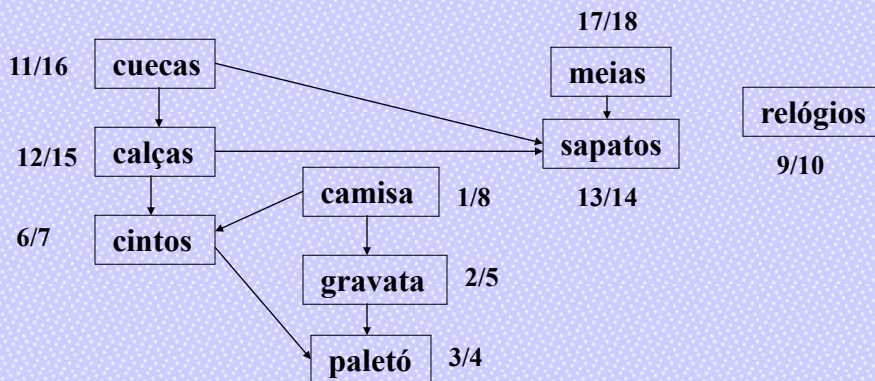 17/18
11/16 cuecas meias
relógios
12/15 calças sapatos
9/10
camisa 1/8 13/14
6/7 cintos
gravata 2/5
paletó 3/4